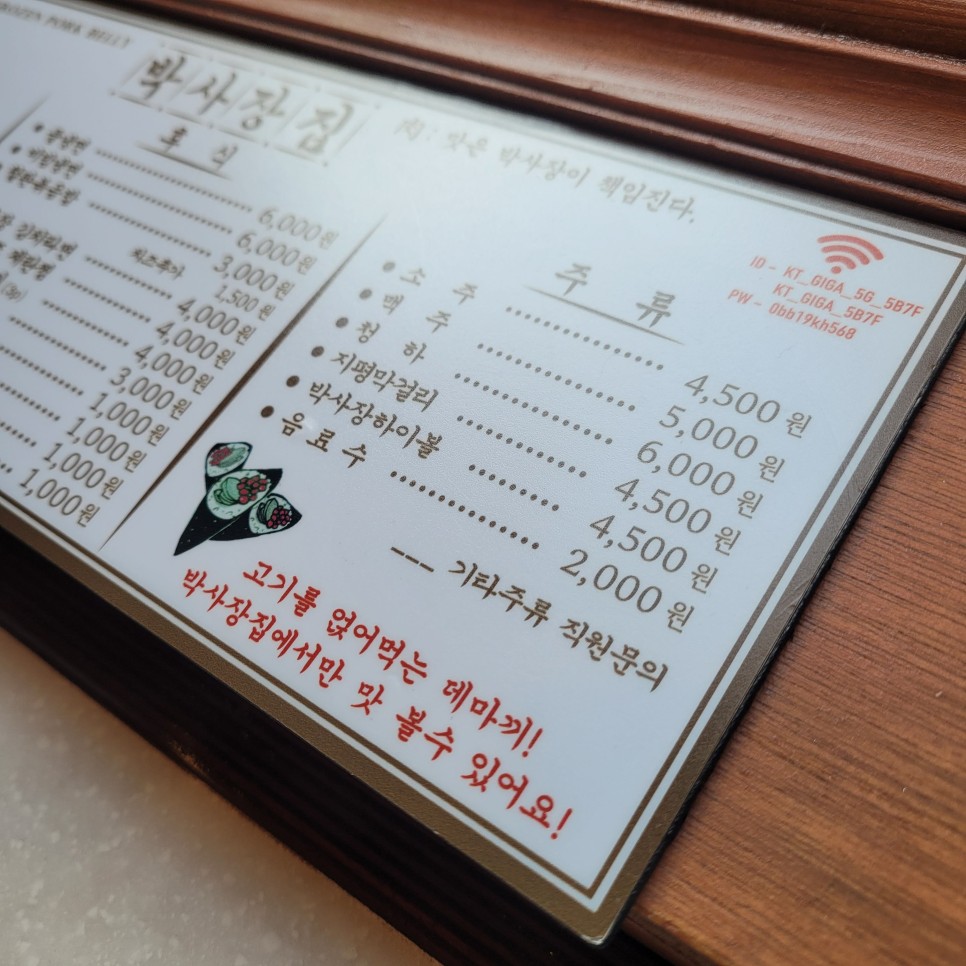 FROZEN PORK BELLY
박사장집
肉: 맛은 박사장이 책임진다.
후 식
6,000원
6,000원
3,000원
치즈추가 1,500원
4,000원
4,000원
4,000원
3,000원
1,000원
1,000원
1,000원
1,000원
ID - KT_GIGA_5G_5B7F
KT_GIGA_5B7F
PW - 0bb19kh568
주 류
• 소 주 4,500원
• 맥 주 5,000원
• 청 하 6,000원
• 지평막걸리 4,500원
• 박사장하이볼 4,500원
• 음 료 수 2,000원
--- 기타주류 직원문의
고기를 얹어먹는 데마끼!
박사장집에서만 맛 볼수 있어요!